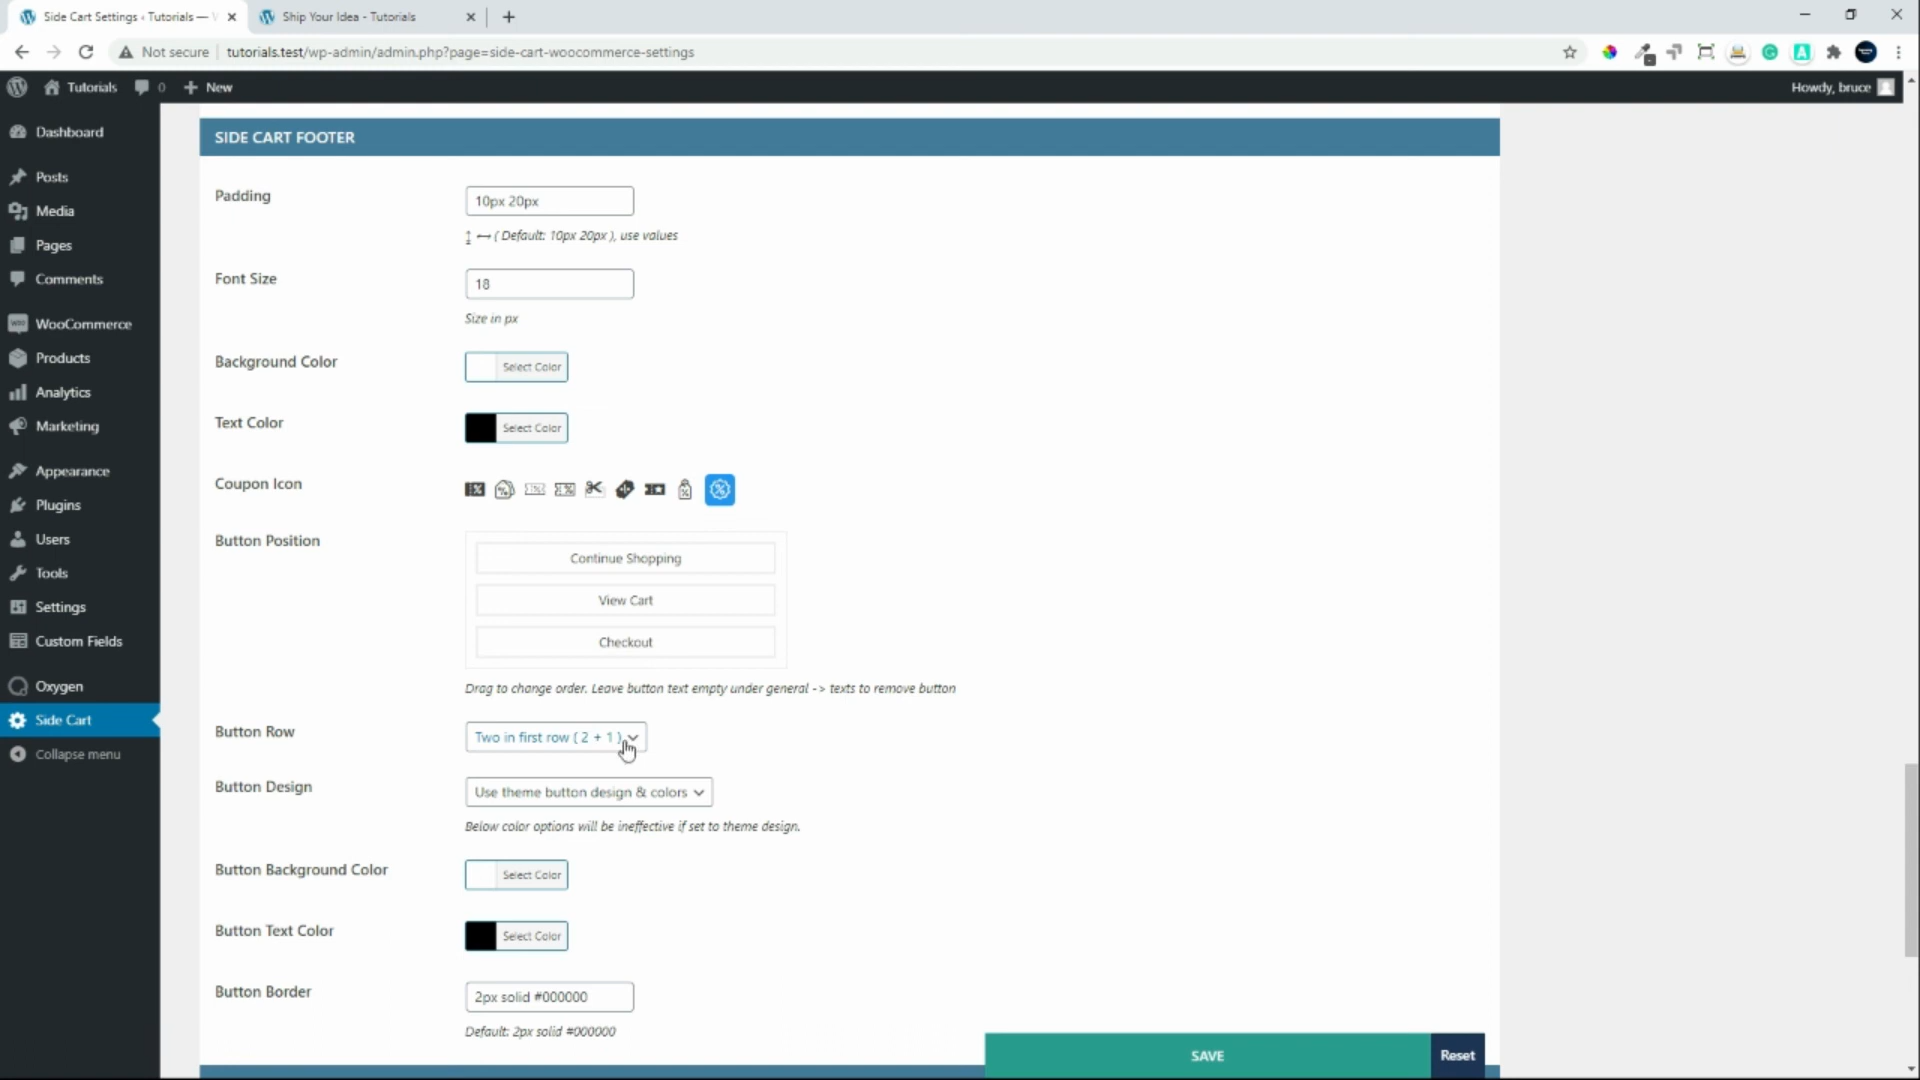 Side Cart Settings ‹ Tutorials —
Ship Your Idea - Tutorials
Not secure
tutorials.test/wp-admin/admin.php?page=side-cart-woocommerce-settings
Tutorials
0
New
Howdy, bruce
Dashboard
Posts
Media
Pages
Comments
WooCommerce
Products
Analytics
Marketing
Appearance
Plugins
Users
Tools
Settings
Custom Fields
Oxygen
Side Cart
Collapse menu
SIDE CART FOOTER
Padding
10px 20px
↨ ↔ ( Default: 10px 20px ), use values
Font Size
18
Size in px
Background Color
Select Color
Text Color
Select Color
Coupon Icon
Button Position
Continue Shopping
View Cart
Checkout
Drag to change order. Leave button text empty under general -> texts to remove button
Button Row
Two in first row ( 2 + 1 )
Button Design
Use theme button design & colors
Below color options will be ineffective if set to theme design.
Button Background Color
Select Color
Button Text Color
Select Color
Button Border
2px solid #000000
Default: 2px solid #000000
SAVE
Reset